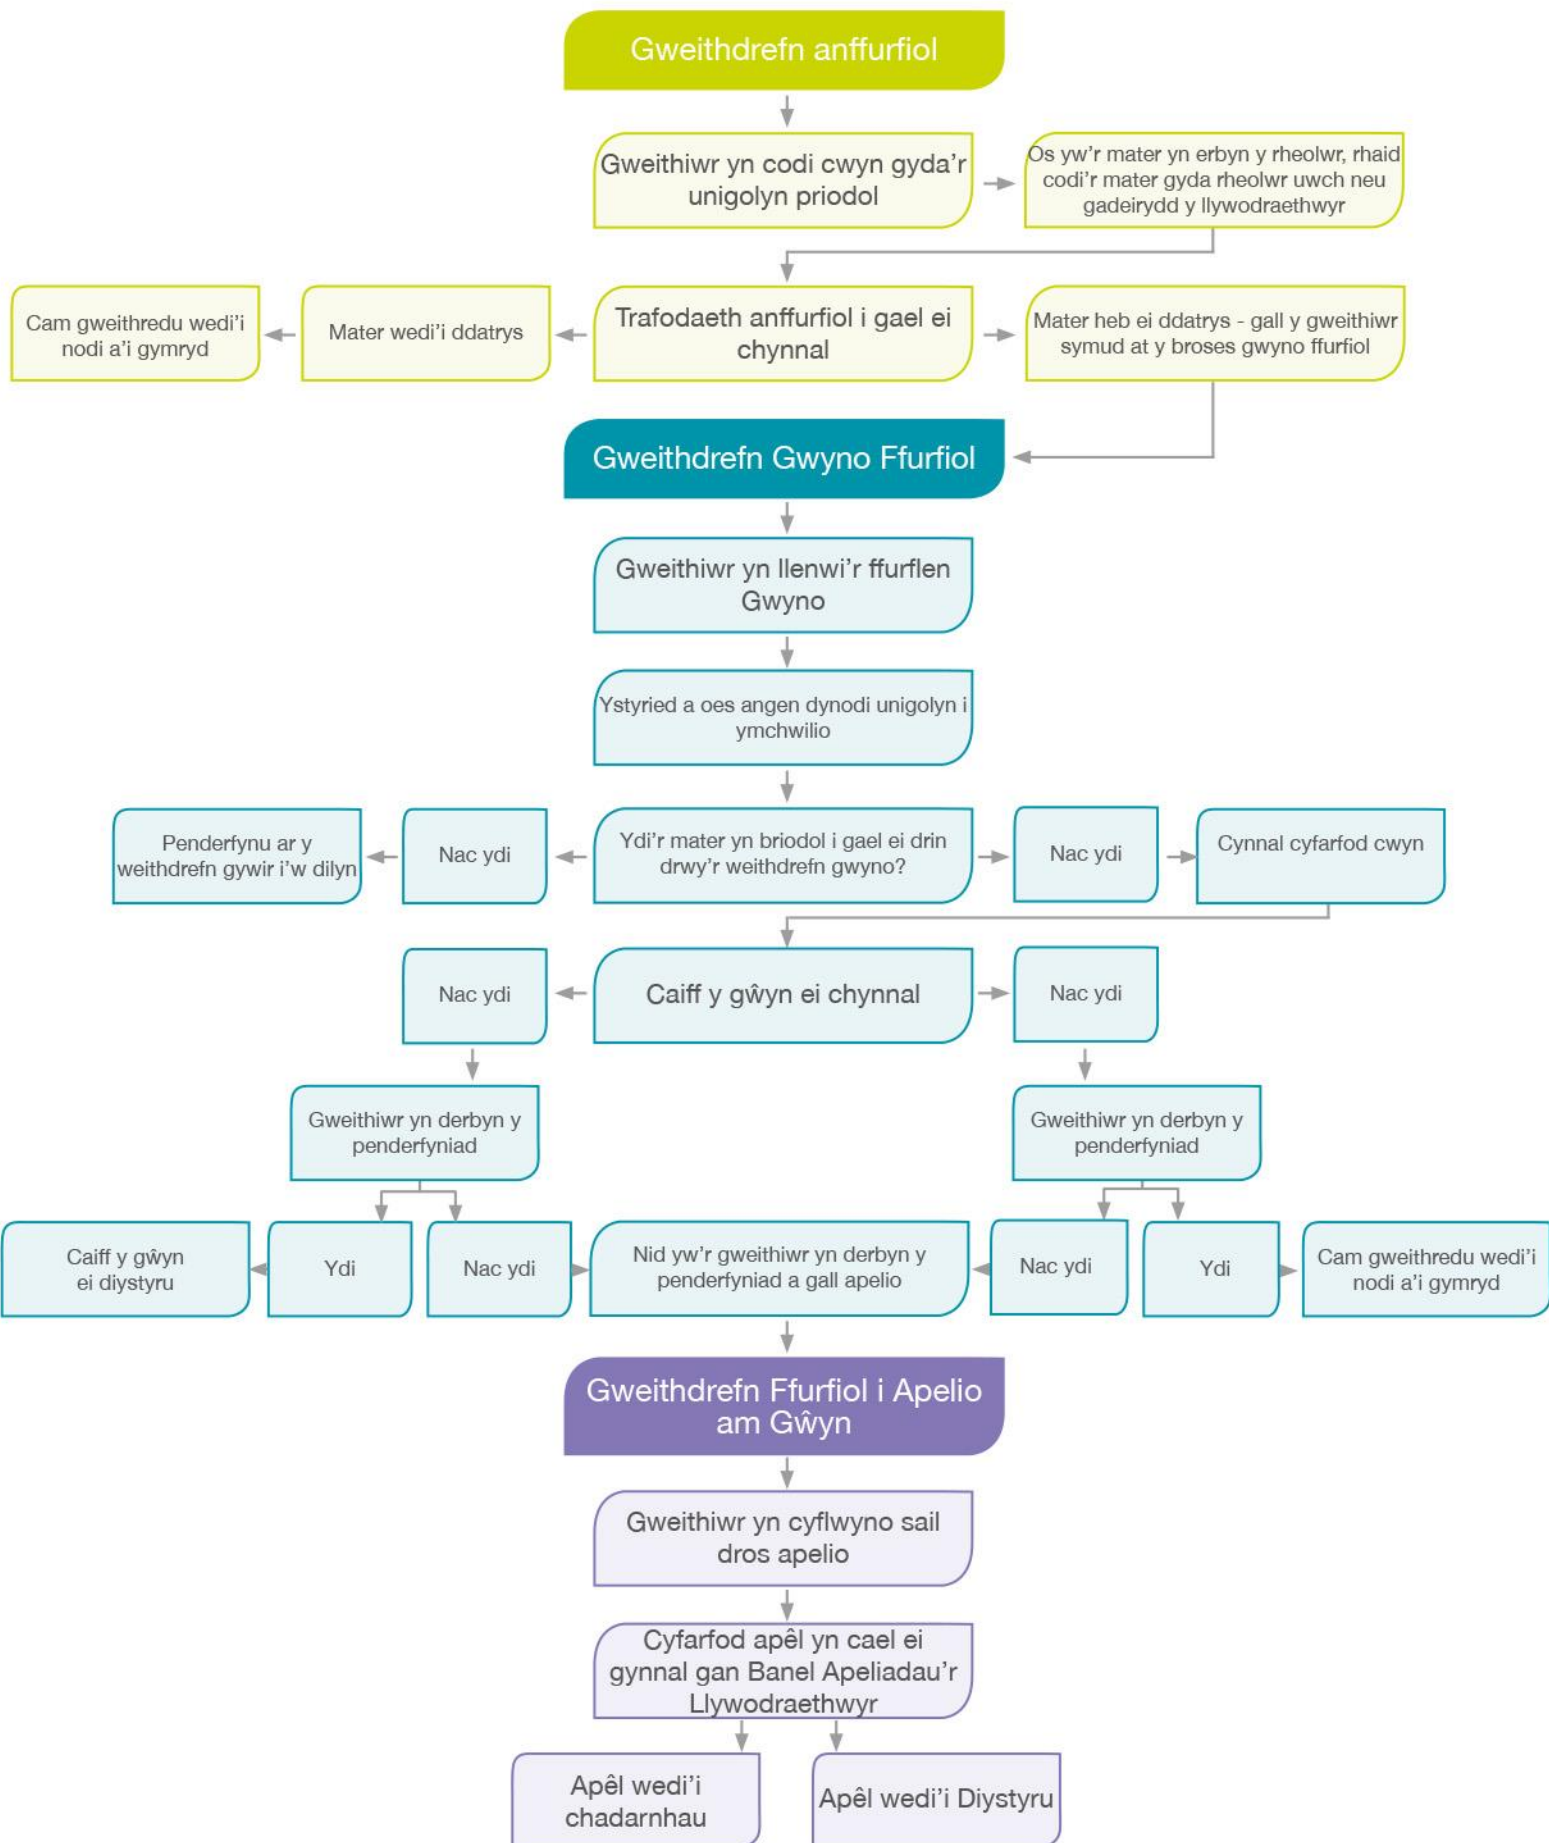 Gweithdrefn anffurfiol
Gweithiwr yn codi cwyn gyda’r
unigolyn priodol
Os yw’r mater yn erbyn y rheolwr, rhaid
codi’r mater gyda rheolwr uwch neu
gadeirydd y llywodraethwyr
Cam gweithredu wedi’i
nodi a’i gymryd
Mater wedi’i ddatrys
Trafodaeth anffurfiol i gael ei
chynnal
Mater heb ei ddatrys - gall y gweithiwr
symud at y broses gwyno ffurfiol
Gweithdrefn Gwyno Ffurfiol
Gweithiwr yn llenwi’r ffurflen
Gwyno
Ystyried a oes angen dynodi unigolyn i
ymchwilio
Penderfynu ar y
weithdrefn gywir i’w dilyn
Nac ydi
Ydi’r mater yn briodol i gael ei drin
drwy’r weithdrefn gwyno?
Nac ydi
Cynnal cyfarfod cwyn
Nac ydi
Caiff y gŵyn ei chynnal
Nac ydi
Gweithiwr yn derbyn y
penderfyniad
Gweithiwr yn derbyn y
penderfyniad
Caiff y gŵyn
ei diystyru
Ydi
Nac ydi
Nid yw’r gweithiwr yn derbyn y
penderfyniad a gall apelio
Nac ydi
Ydi
Cam gweithredu wedi’i
nodi a’i gymryd
Gweithdrefn Ffurfiol i Apelio
am Gŵyn
Gweithiwr yn cyflwyno sail
dros apelio
Cyfarfod apêl yn cael ei
gynnal gan Banel Apeliadau’r
Llywodraethwyr
Apêl wedi’i
chadarnhau
Apêl wedi’i Diystyru